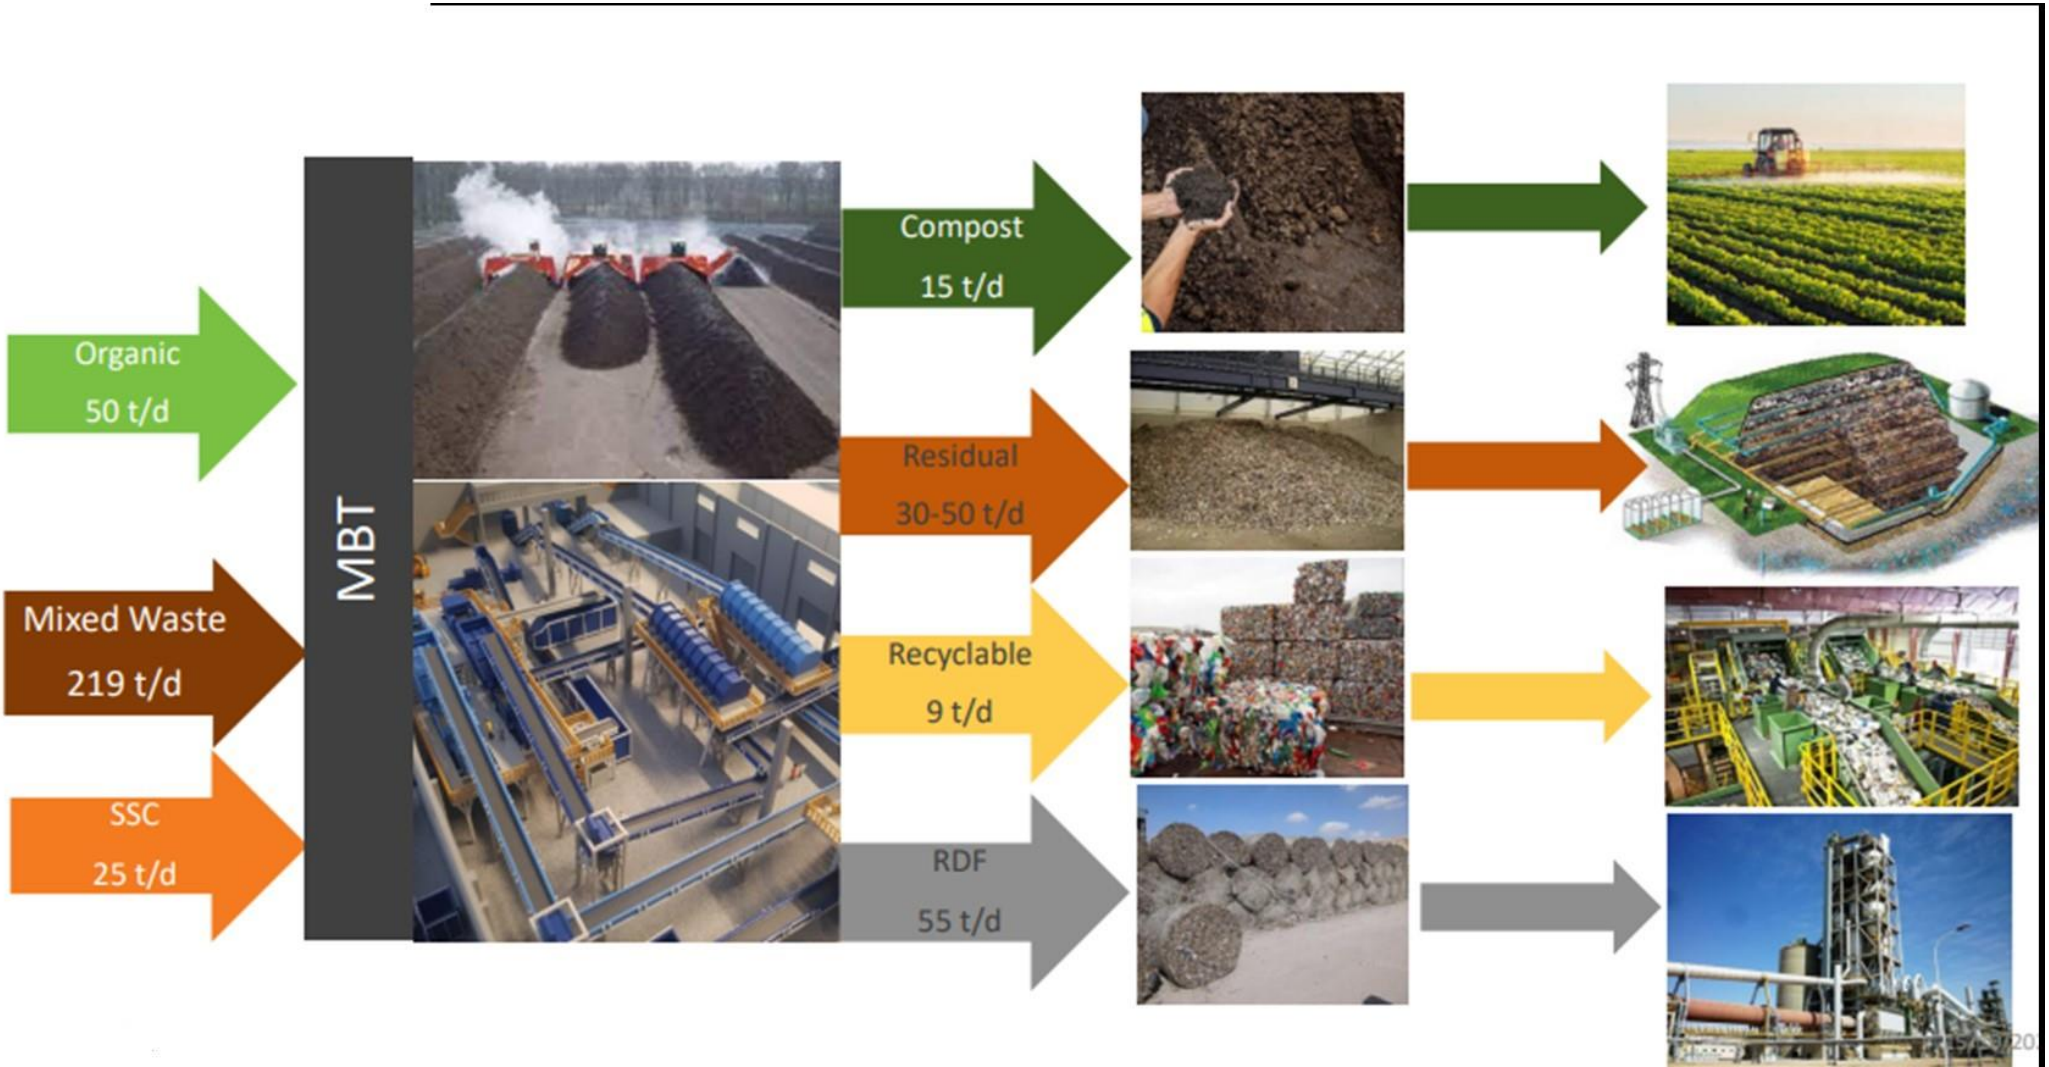 Organic
50 t/d
Mixed Waste
219 t/d
SSC
25 t/d
MBT
Compost
15 t/d
Residual
30-50 t/d
Recyclable
9 t/d
RDF
55 t/d